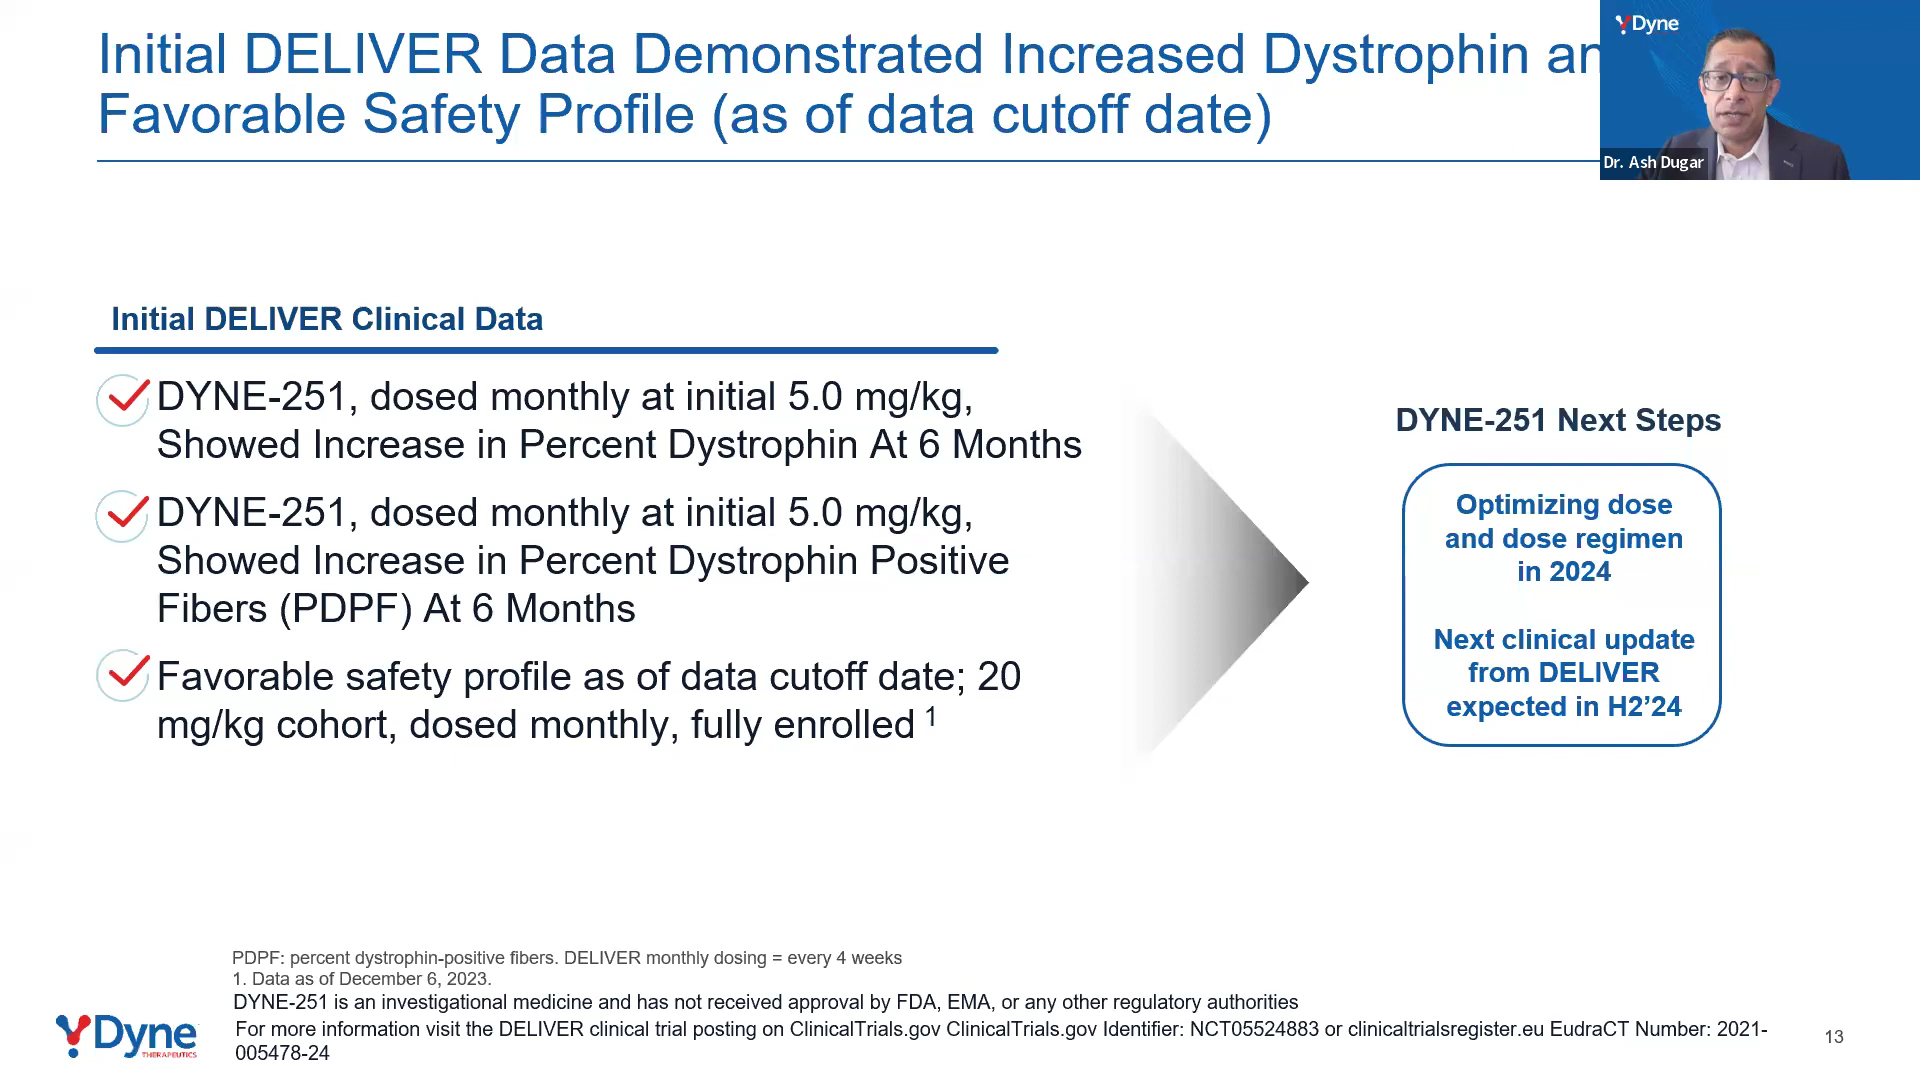 Initial DELIVER Data Demonstrated Increased Dystrophin an
Favorable Safety Profile (as of data cutoff date)
Dyne
Dr. Ash Dugar
Initial DELIVER Clinical Data
DYNE-251, dosed monthly at initial 5.0 mg/kg,
Showed Increase in Percent Dystrophin At 6 Months
DYNE-251, dosed monthly at initial 5.0 mg/kg,
Showed Increase in Percent Dystrophin Positive
Fibers (PDPF) At 6 Months
Favorable safety profile as of data cutoff date; 20
mg/kg cohort, dosed monthly, fully enrolled 1
DYNE-251 Next Steps
Optimizing dose
and dose regimen
in 2024
Next clinical update
from DELIVER
expected in H2’24
PDPF: percent dystrophin-positive fibers. DELIVER monthly dosing = every 4 weeks
1. Data as of December 6, 2023.
DYNE-251 is an investigational medicine and has not received approval by FDA, EMA, or any other regulatory authorities
For more information visit the DELIVER clinical trial posting on ClinicalTrials.gov ClinicalTrials.gov Identifier: NCT05524883 or clinicaltrialsregister.eu EudraCT Number: 2021-
005478-24
Dyne
THERAPEUTICS
13